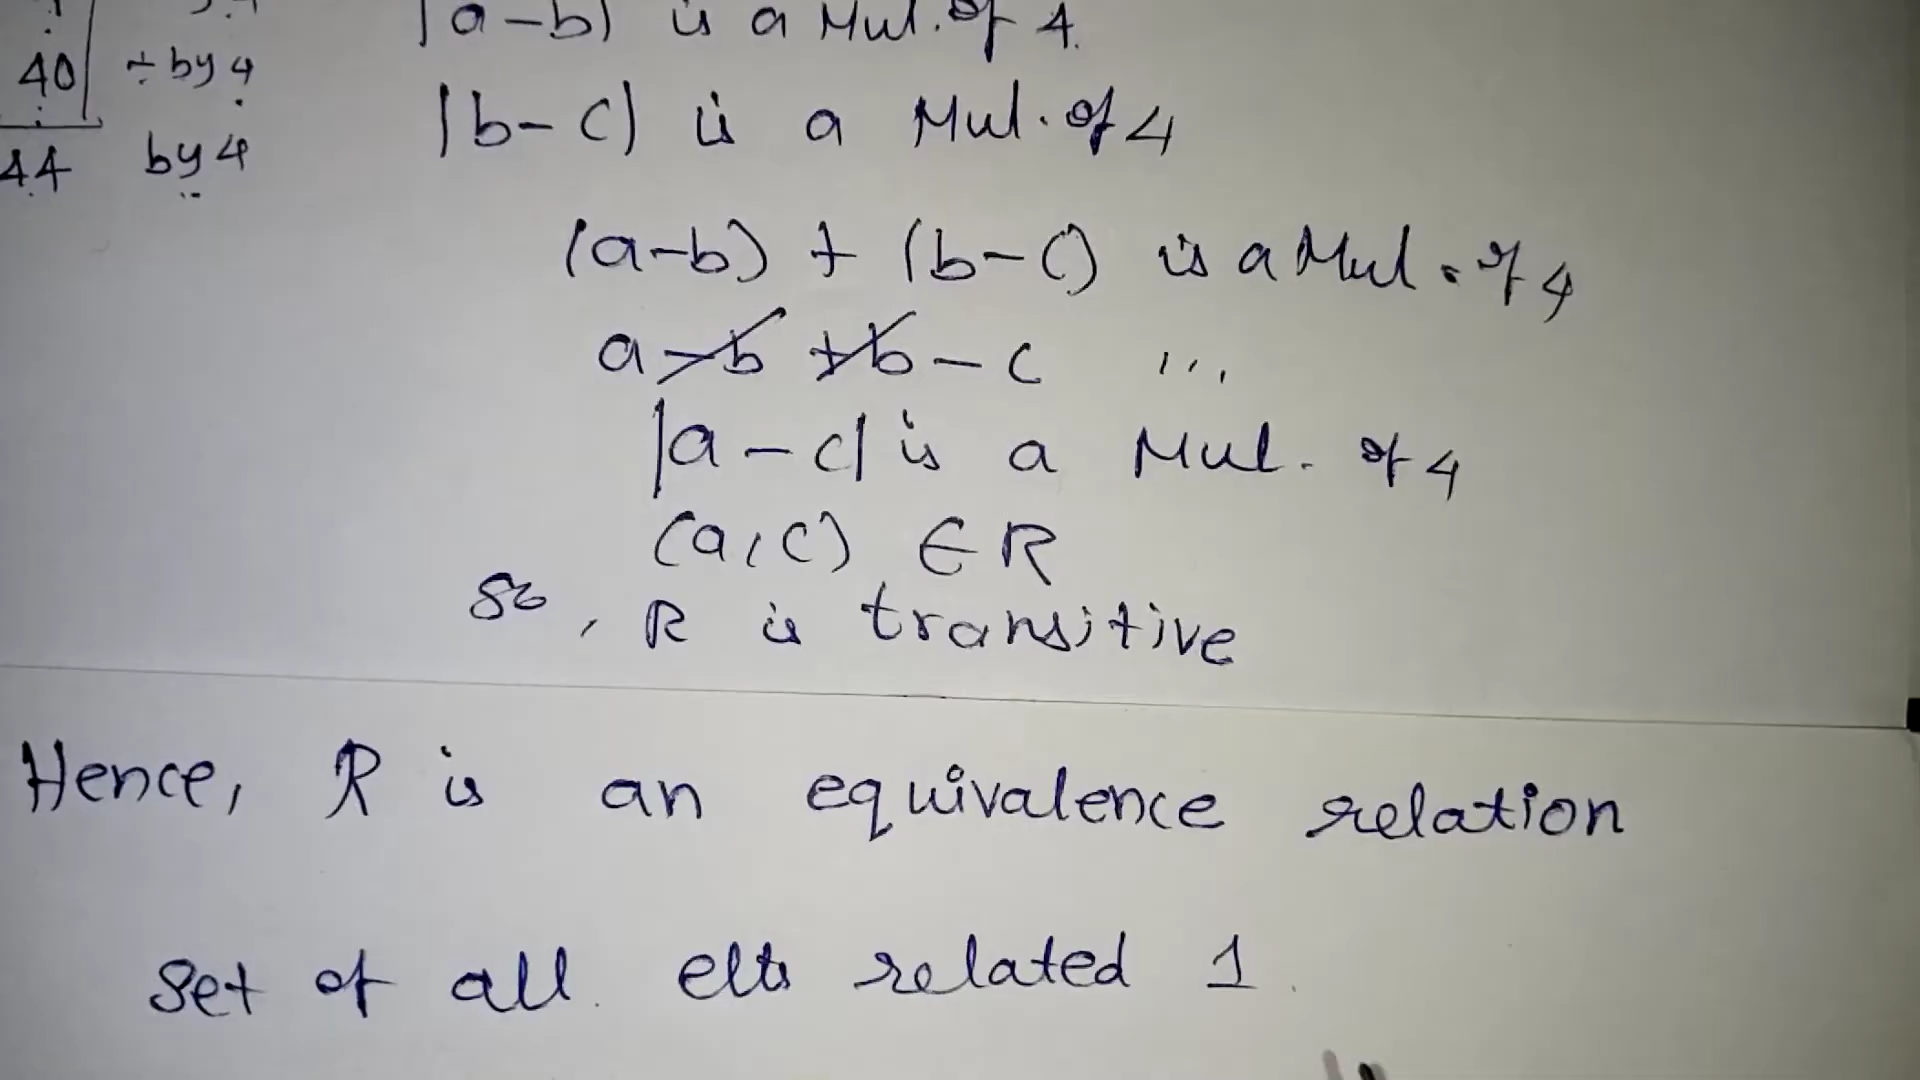 |a-b| is a Mul. of 4.
40 ÷ by 4
|b-c| is a Mul. of 4
44 by 4
(a-b) + (b-c) is a Mul. of 4
a-b+b-c ...
|a-c| is a Mul. of 4
(a,c) ∈ R
So, R is transitive
Hence, R is an equivalence relation
Set of all elts related 1.